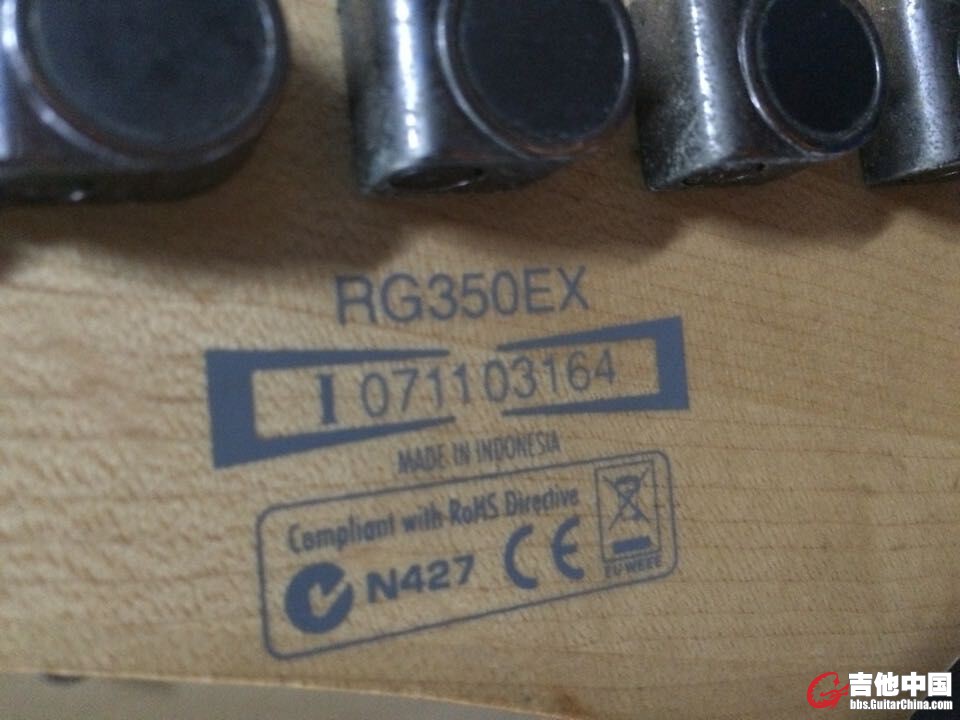 RG350EX
I 071103164
MADE IN INDONESIA
Compliant with RoHS Directive
N427 CE
EU-WEEE
吉他中国
bbs.GuitarChina.com